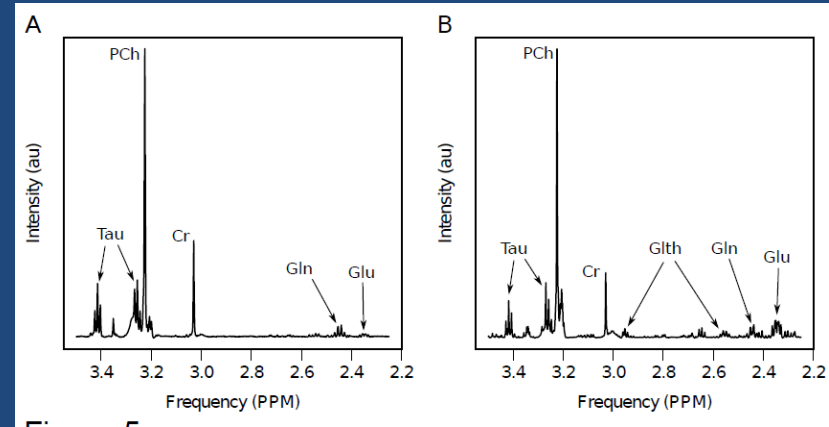 A
PCh
Tau
Cr
Gln
Glu
Intensity (au)
3.4 3.2 3.0 2.8 2.6 2.4 2.2
Frequency (PPM)
B
PCh
Tau
Cr
Glth
Gln
Glu
Intensity (au)
3.4 3.2 3.0 2.8 2.6 2.4 2.2
Frequency (PPM)
Figure 5